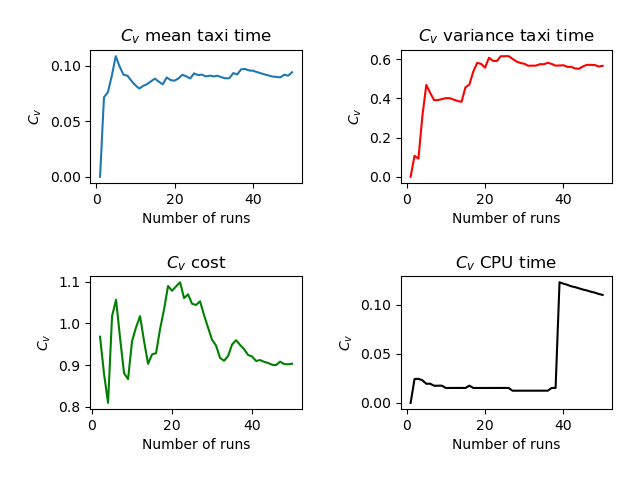 C_v mean taxi time
C_v
0.10
0.05
0.00
0
20
40
Number of runs
C_v variance taxi time
C_v
0.6
0.4
0.2
0.0
0
20
40
Number of runs
C_v cost
C_v
1.1
1.0
0.9
0.8
0
20
40
Number of runs
C_v CPU time
C_v
0.10
0.05
0.00
0
20
40
Number of runs